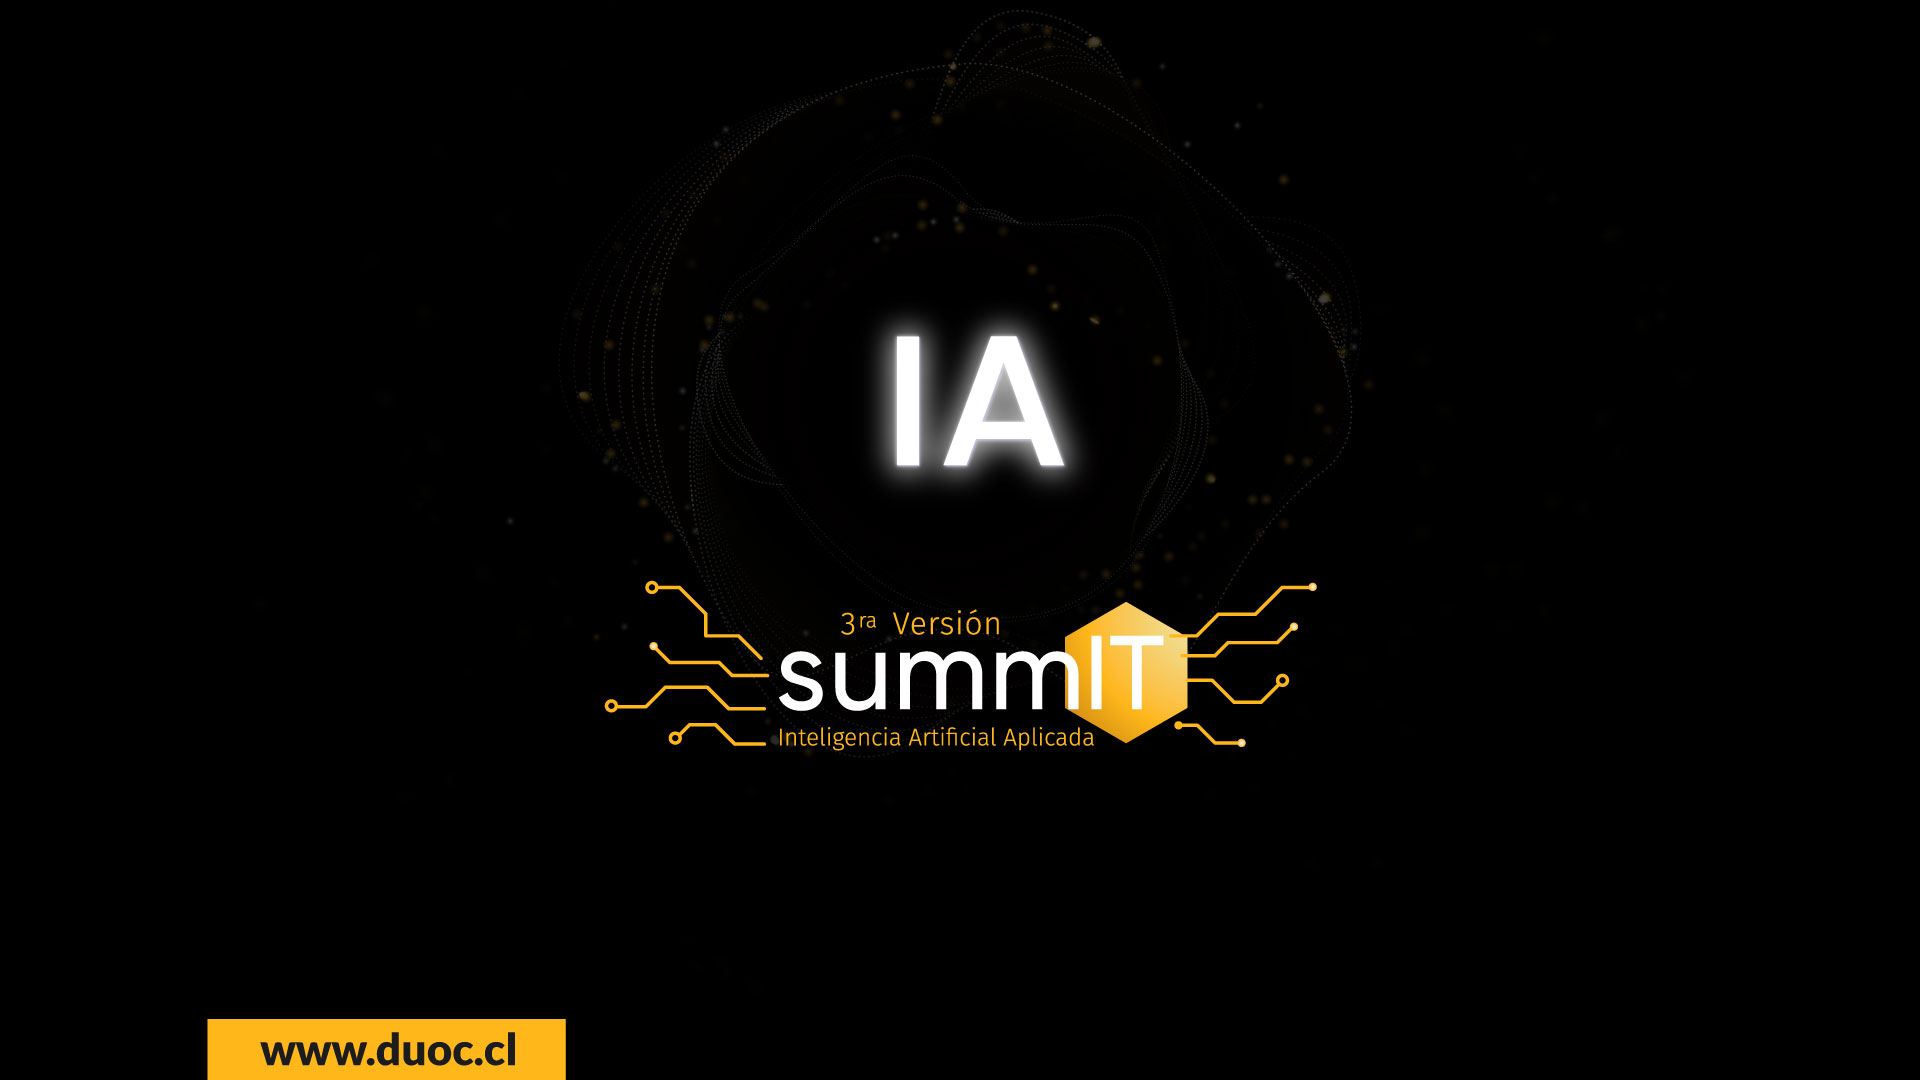 IA
3ra Versión
summIT
Inteligencia Artificial Aplicada
www.duoc.cl